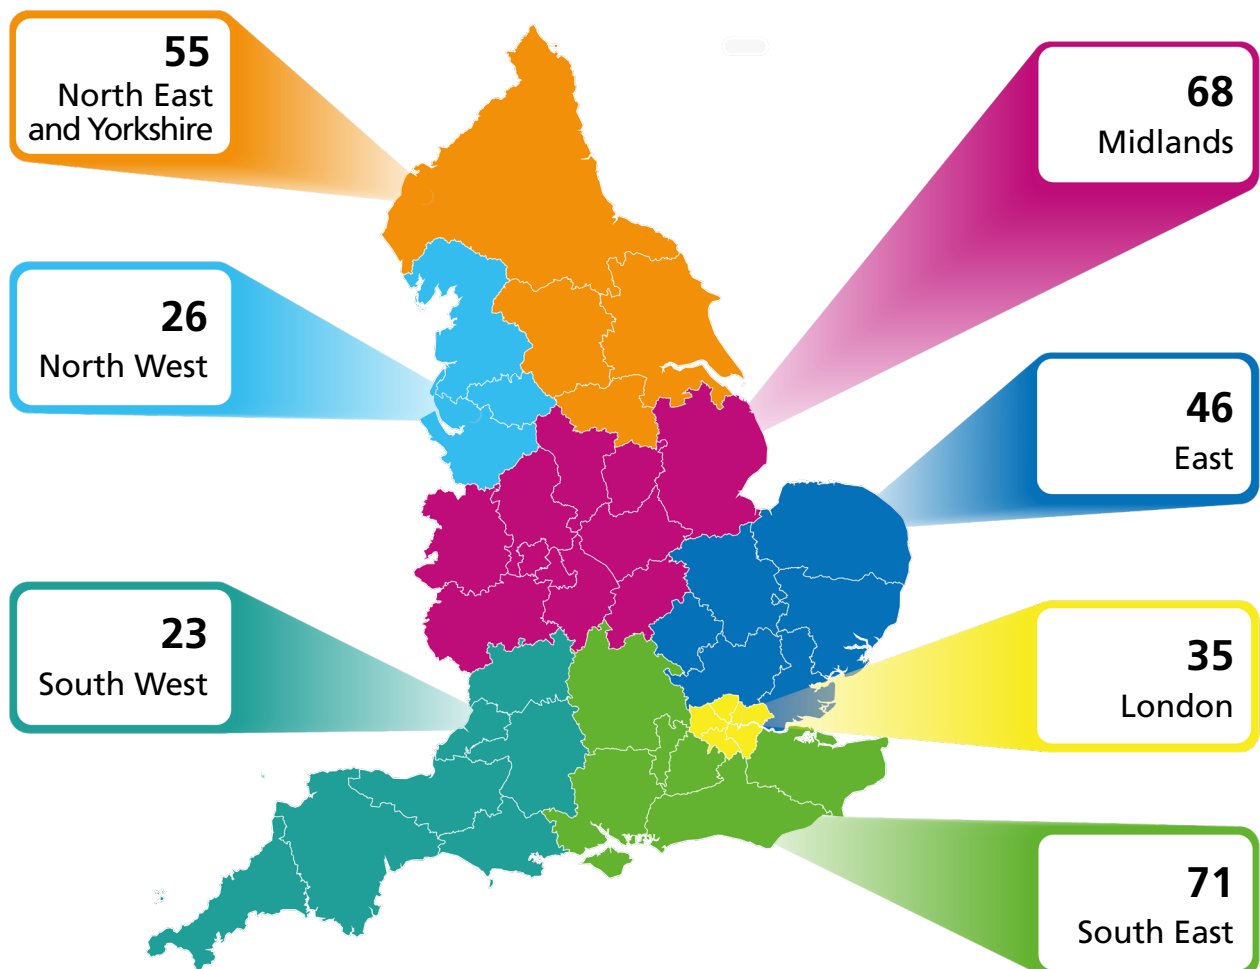 55
North East
and Yorkshire
68
Midlands
26
North West
46
East
23
South West
35
London
71
South East